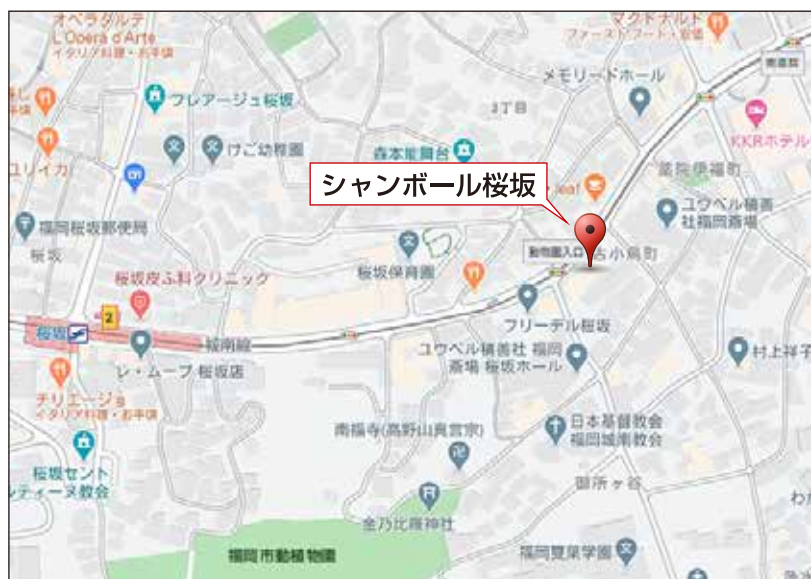 オペラダルテ
L'Opera d'Arte
イタリア料理・お手頃
マクドナルド
ファーストフード・安価
フレアージュ桜坂
メモリードホール
3丁目
けご幼稚園
森本能舞台
KKRホテル
ユリイカ
シャンボール桜坂
leaf
薬院伊福町
ユウベル積善
社福岡斎場
福岡桜坂郵便局
桜坂
桜坂保育園
動物園入口
古小烏町
桜坂皮ふ科クリニック
2
桜坂
フリーデル桜坂
城南線
レ・ムーブ 桜坂店
ユウベル積善社 福岡
斎場 桜坂ホール
村上祥子
チリエージョ
イタリア料理・お手頃
南福寺(高野山真言宗)
日本基督教会
福岡城南教会
桜坂セント
ルティーヌ教会
御所ヶ谷
金刀比羅神社
福岡市動植物園
福岡雙葉学園